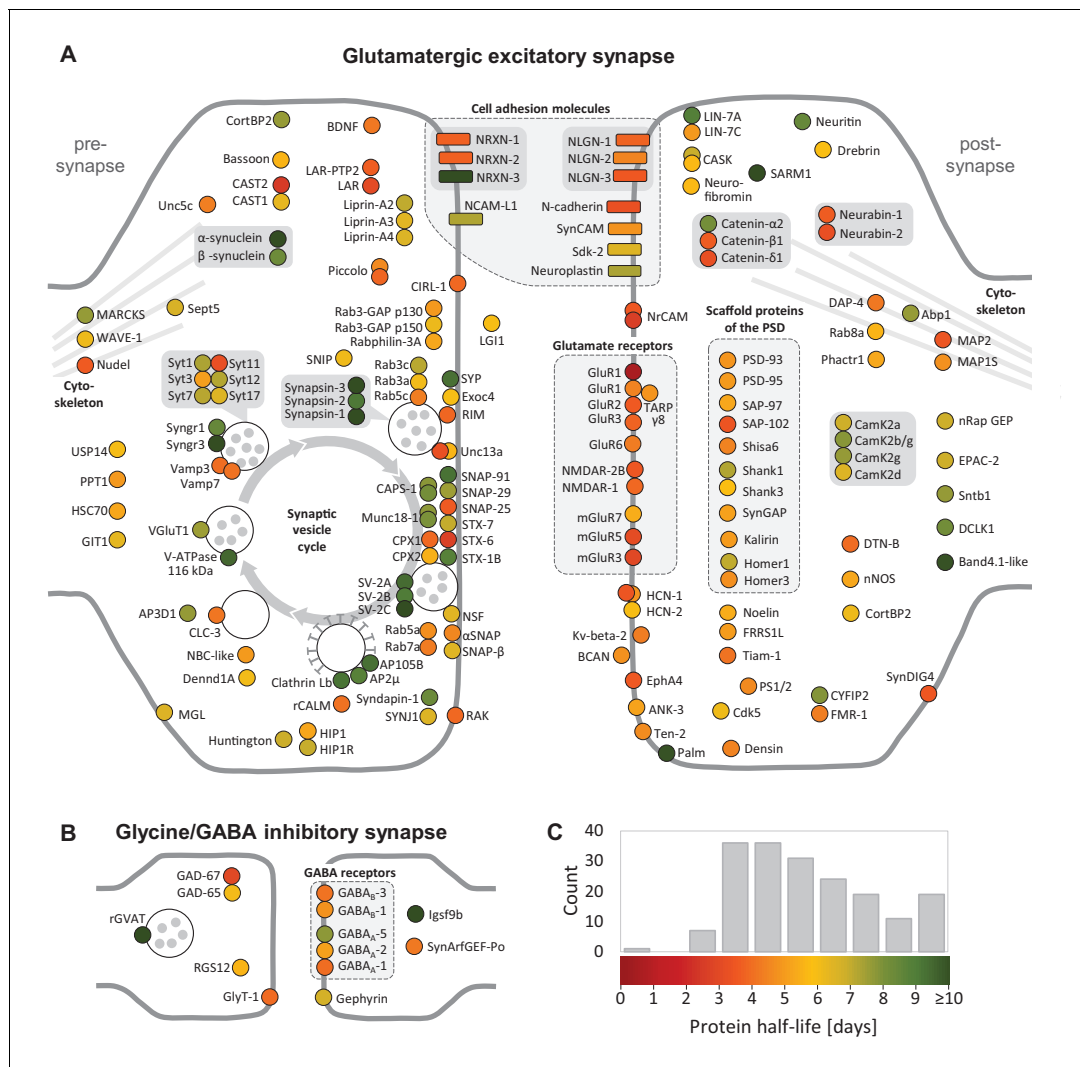 A
Glutamatergic excitatory synapse
pre-
synapse
post-
synapse
Cell adhesion molecules
NRXN-1
NRXN-2
NRXN-3
NCAM-L1
NLGN-1
NLGN-2
NLGN-3
N-cadherin
SynCAM
Sdk-2
Neuroplastin
CortBP2
BDNF
Bassoon
CAST2
CAST1
LAR-PTP2
LAR
Unc5c
Liprin-A2
Liprin-A3
Liprin-A4
α-synuclein
β -synuclein
Piccolo
CIRL-1
MARCKS
Sept5
WAVE-1
Nudel
Cyto-
skeleton
Rab3-GAP p130
Rab3-GAP p150
Rabphilin-3A
LGI1
SNIP
Syt1
Syt11
Syt3
Syt12
Syt7
Syt17
Synapsin-3
Synapsin-2
Synapsin-1
Rab3c
Rab3a
Rab5c
SYP
Exoc4
RIM
Unc13a
Syngr1
Syngr3
Vamp3
Vamp7
USP14
PPT1
HSC70
GIT1
VGluT1
V-ATPase
116 kDa
Synaptic
vesicle
cycle
CAPS-1
Munc18-1
CPX1
CPX2
SNAP-91
SNAP-29
SNAP-25
STX-7
STX-6
STX-1B
SV-2A
SV-2B
SV-2C
NSF
αSNAP
SNAP-β
Rab5a
Rab7a
AP3D1
CLC-3
NBC-like
Dennd1A
AP105B
AP2μ
Clathrin Lb
rCALM
Syndapin-1
SYNJ1
RAK
MGL
Huntington
HIP1
HIP1R
LIN-7A
LIN-7C
CASK
Neuro-
fibromin
SARM1
Neuritin
Drebrin
Catenin-α2
Catenin-β1
Catenin-δ1
Neurabin-1
Neurabin-2
NrCAM
Glutamate receptors
GluR1
GluR1
GluR2
GluR3
TARP
γ8
GluR6
NMDAR-2B
NMDAR-1
mGluR7
mGluR5
mGluR3
Scaffold proteins
of the PSD
PSD-93
PSD-95
SAP-97
SAP-102
Shisa6
Shank1
Shank3
SynGAP
Kalirin
Homer1
Homer3
DAP-4
Abp1
Rab8a
Phactr1
Cyto-
skeleton
MAP2
MAP1S
CamK2a
CamK2b/g
CamK2g
CamK2d
nRap GEP
EPAC-2
Sntb1
DCLK1
Band4.1-like
DTN-B
nNOS
CortBP2
HCN-1
HCN-2
Kv-beta-2
BCAN
EphA4
ANK-3
Ten-2
Palm
Noelin
FRRS1L
Tiam-1
PS1/2
Cdk5
Densin
CYFIP2
FMR-1
SynDIG4
B
Glycine/GABA inhibitory synapse
GAD-67
GAD-65
rGVAT
RGS12
GlyT-1
GABA receptors
GABAB-3
GABAB-1
GABAA-5
GABAA-2
GABAA-1
Gephyrin
Igsf9b
SynArfGEF-Po
C
Count
40
30
20
10
0
0 1 2 3 4 5 6 7 8 9 ≥10
Protein half-life [days]